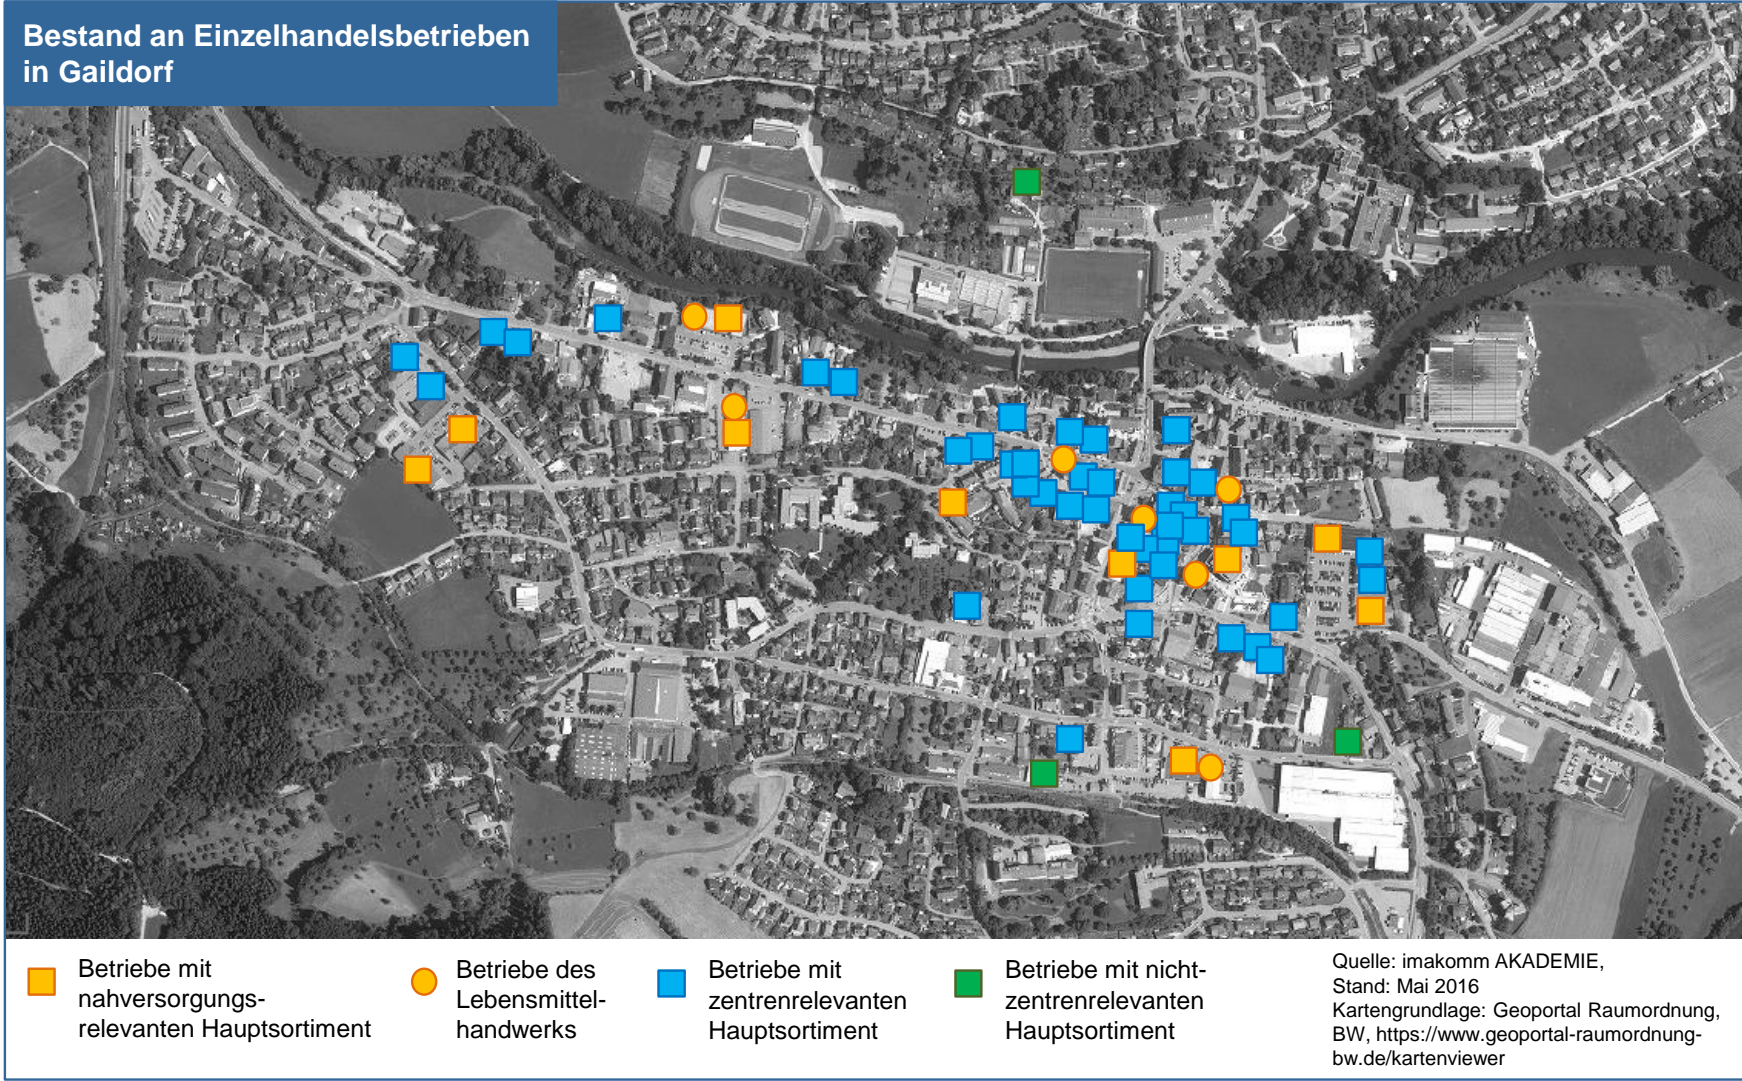 Bestand an Einzelhandelsbetrieben
in Gaildorf
Betriebe mit
nahversorgungs-
relevanten Hauptsortiment
Betriebe des
Lebensmittel-
handwerks
Betriebe mit
zentrenrelevanten
Hauptsortiment
Betriebe mit nicht-
zentrenrelevanten
Hauptsortiment
Quelle: imakomm AKADEMIE,
Stand: Mai 2016
Kartengrundlage: Geoportal Raumordnung,
BW, https://www.geoportal-raumordnung-
bw.de/kartenviewer